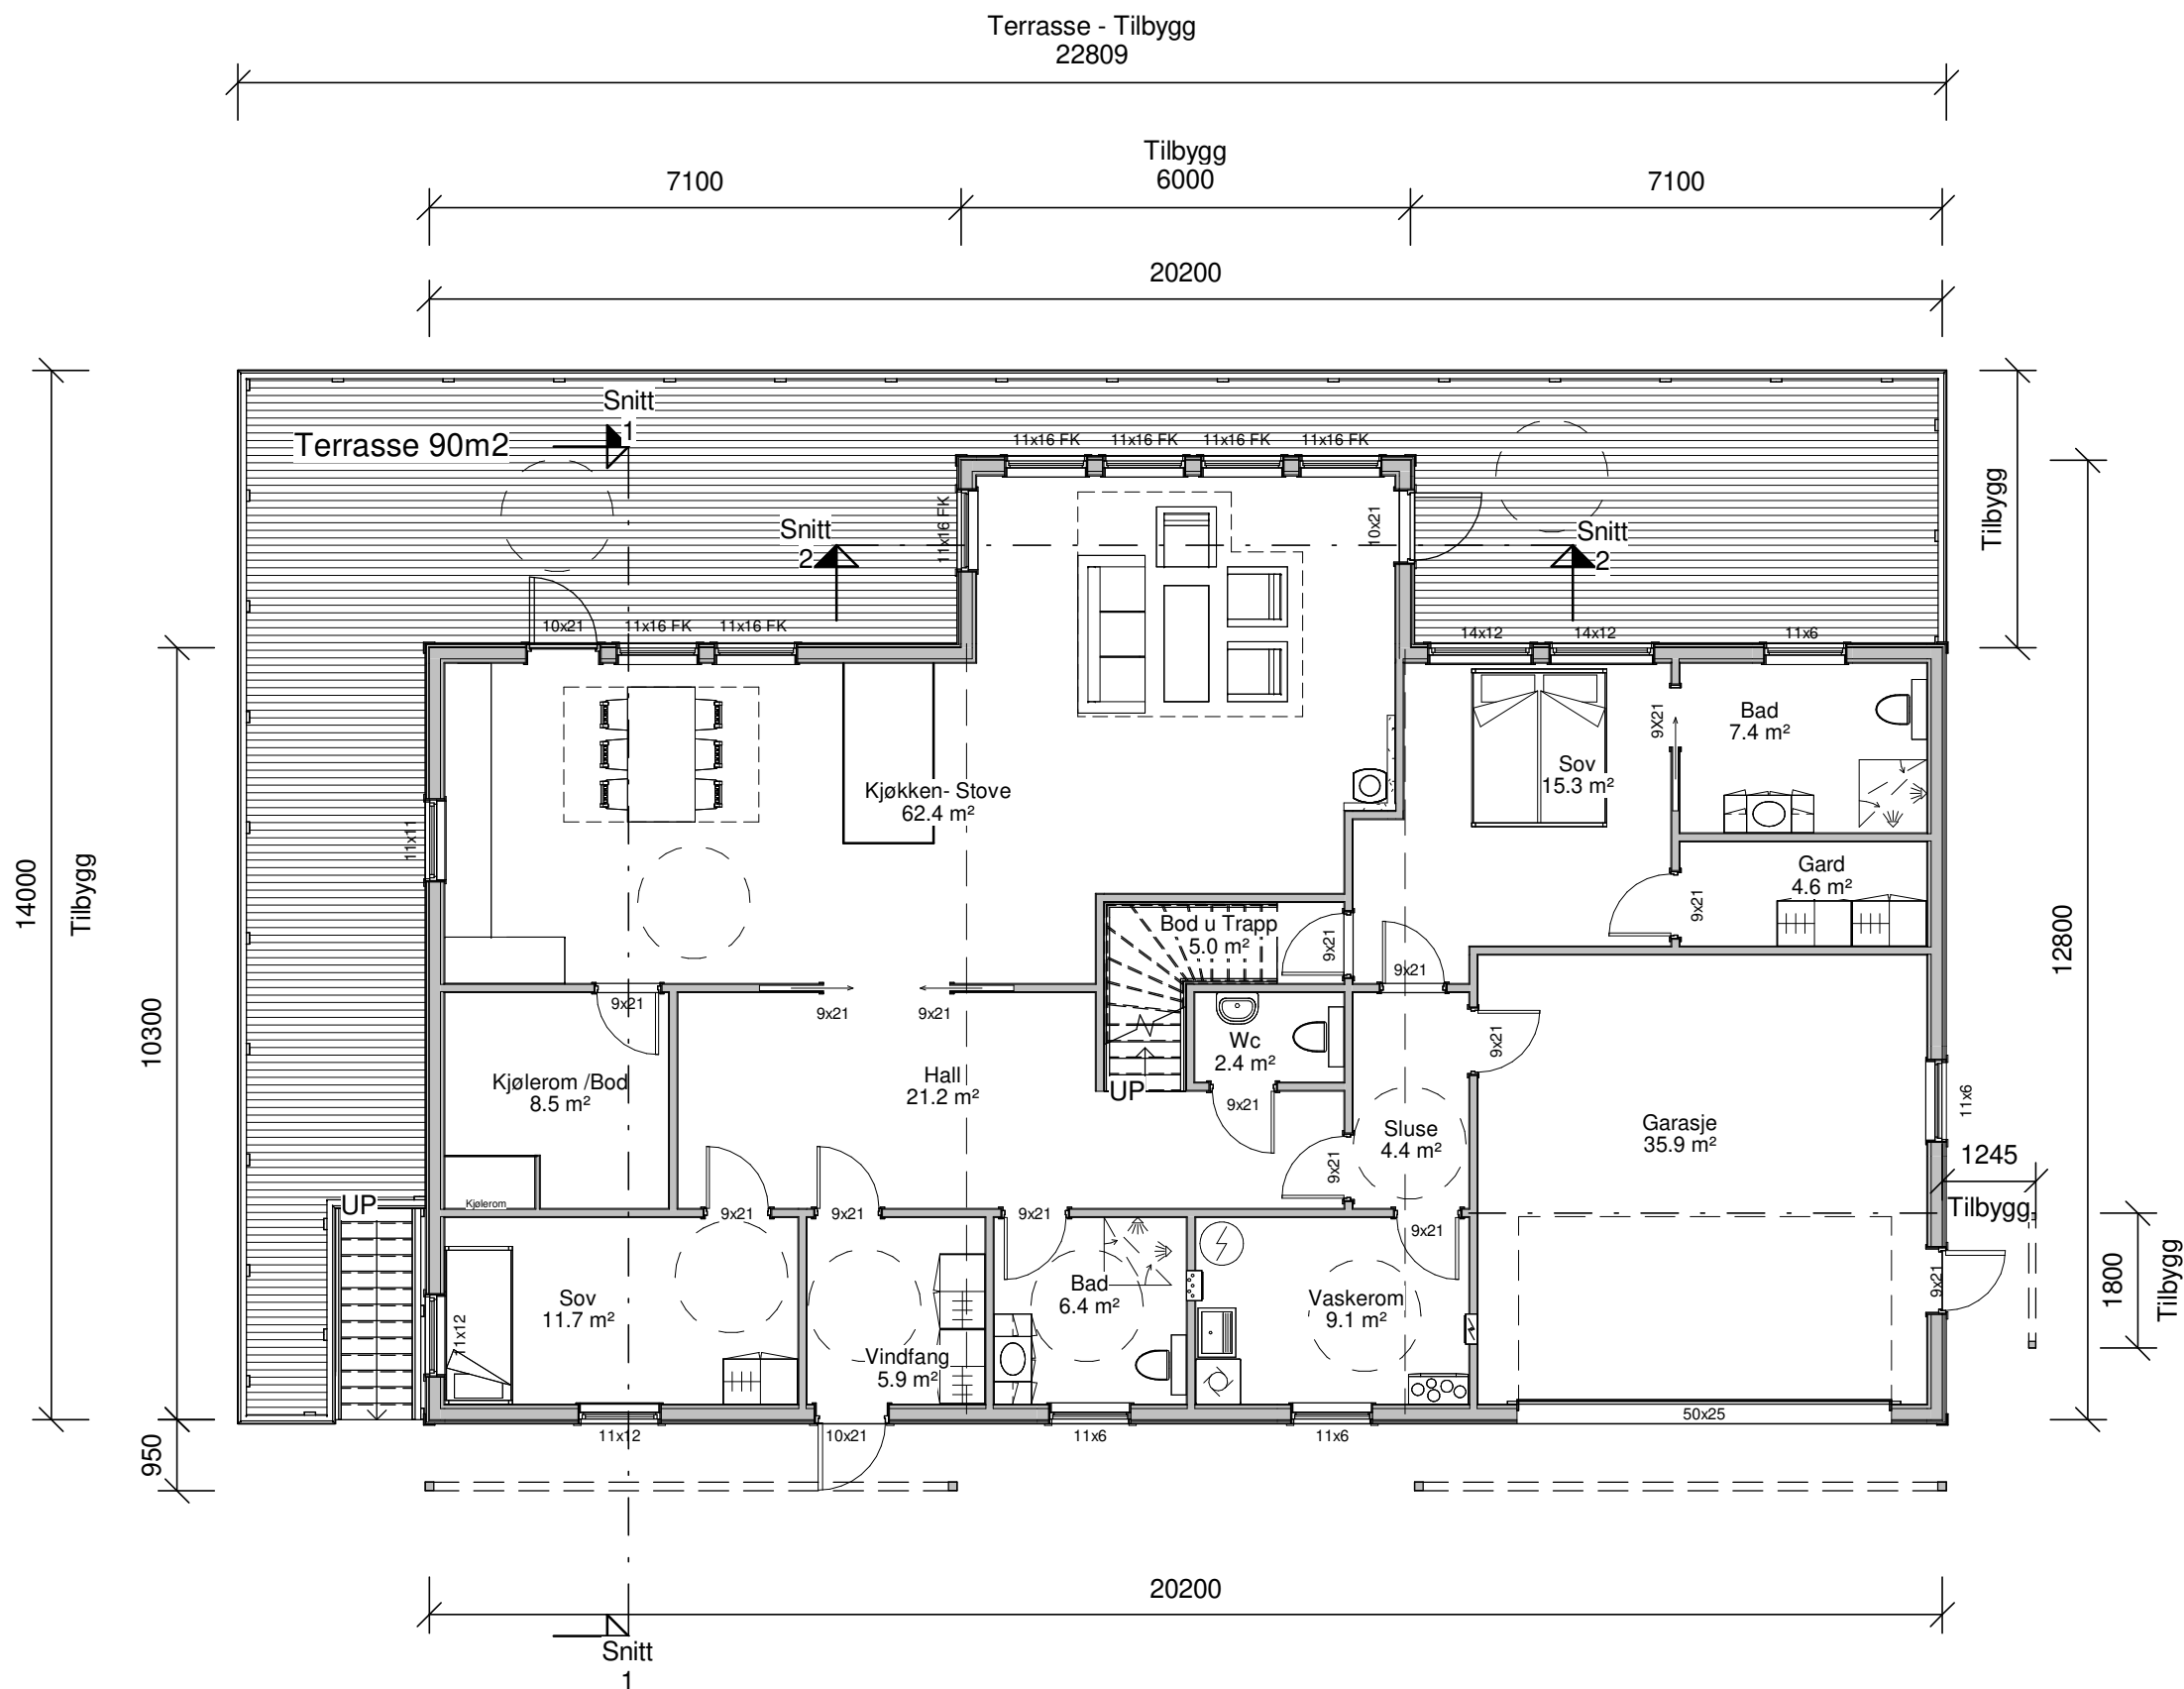 Terrasse - Tilbygg
22809
Tilbygg
7100
6000
7100
20200
Snitt
1
Terrasse 90m2
11x16 FK
11x16 FK
11x16 FK
11x16 FK
Tilbygg
11x16 FK
10x21
Snitt
2
Snitt
2
10x21
11x16 FK
11x16 FK
14x12
14x12
11x6
9X21
Bad
7.4 m²
Sov
15.3 m²
Kjøkken- Stove
62.4 m²
11x11
14000
Tilbygg
Gard
4.6 m²
9x21
Bod u Trapp
5.0 m²
9x21
9x21
12800
9x21
9x21
9x21
10300
Wc
2.4 m²
9x21
Kjølerom /Bod
8.5 m²
Hall
21.2 m²
UP
9x21
Sluse
4.4 m²
9x21
Garasje
35.9 m²
11x6
1245
Tilbygg
UP
Kjølerom
9x21
9x21
9x21
9x21
Sov
11.7 m²
11x12
Bad
6.4 m²
Vaskerom
9.1 m²
9x21
1800
Tilbygg
Vindfang
5.9 m²
50x25
11x12
10x21
11x6
11x6
950
20200
Snitt
1